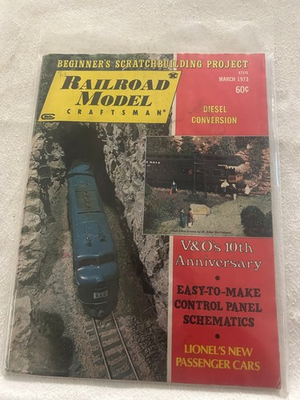 BEGINNER'S SCRATCHBUILDING PROJECT
RAILROAD
MODEL
CRAFTSMAN
MARCH 1973
60¢
DIESEL
CONVERSION
V&O's 10th
Anniversary
• EASY-TO-MAKE
CONTROL PANEL
SCHEMATICS
•
LIONEL'S NEW
PASSENGER CARS